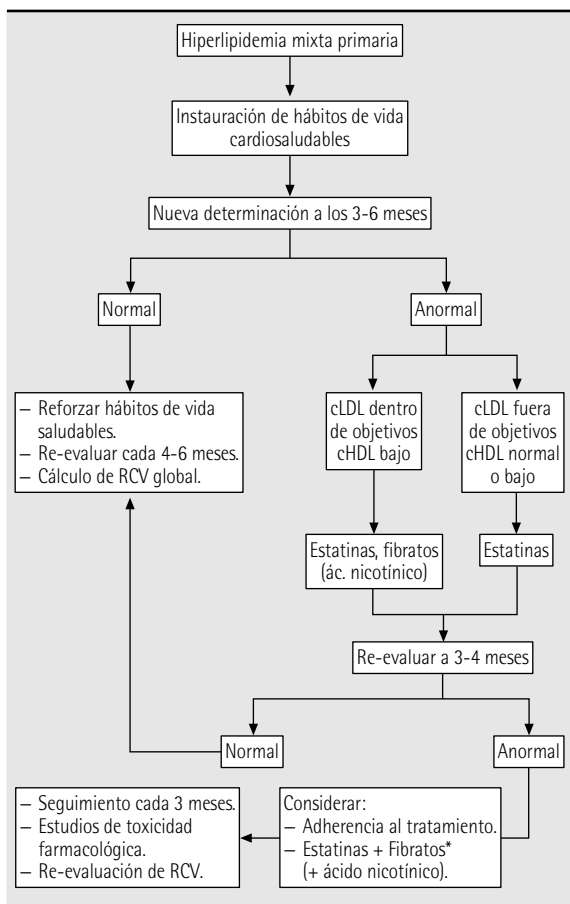 Hiperlipidemia mixta primaria
Instauración de hábitos de vida
cardiosaludables
Nueva determinación a los 3-6 meses
Normal
Anormal
– Reforzar hábitos de vida
saludables.
– Re-evaluar cada 4-6 meses.
– Cálculo de RCV global.
cLDL dentro
de objetivos
cHDL bajo
cLDL fuera
de objetivos
cHDL normal
o bajo
Estatinas, fibratos
(ác. nicotínico)
Estatinas
Re-evaluar a 3-4 meses
Normal
Anormal
– Seguimiento cada 3 meses.
– Estudios de toxicidad
farmacológica.
– Re-evaluación de RCV.
Considerar:
– Adherencia al tratamiento.
– Estatinas + Fibratos*
(+ ácido nicotínico).